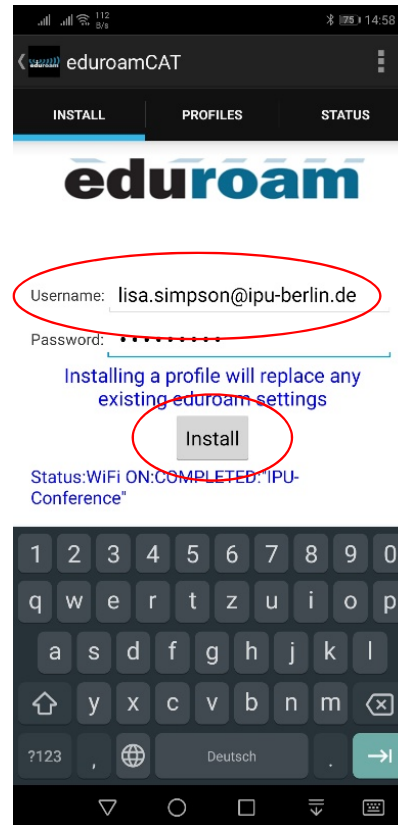 112
B/s
75 14:58
eduroam eduroamCAT
INSTALL PROFILES STATUS
eduroam
Username: lisa.simpson@ipu-berlin.de
Password: •••••••••
Installing a profile will replace any
existing eduroam settings
Install
Status:WiFi ON:COMPLETED:"IPU-
Conference"
1 2 3 4 5 6 7 8 9 0
q w e r t z u i o p
a s d f g h j k l
y x c v b n m
?123 , Deutsch .